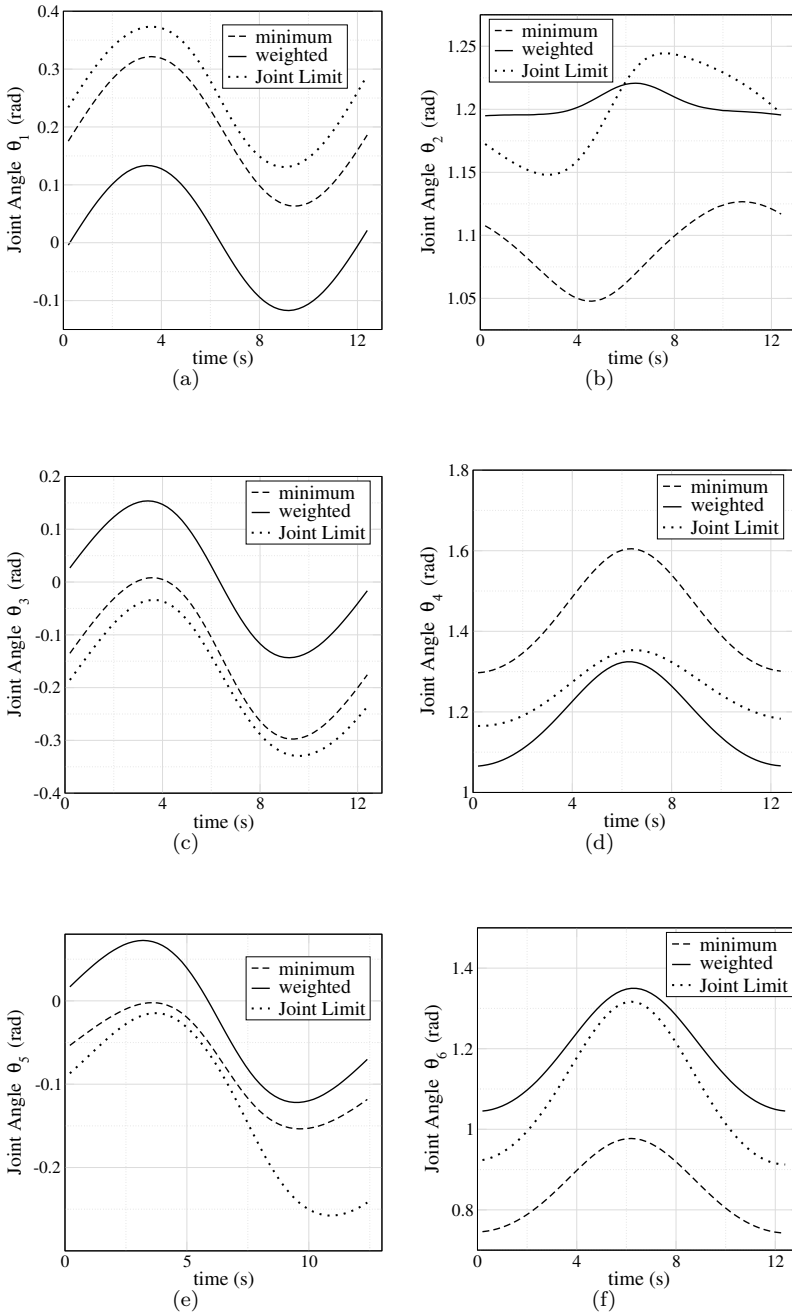 0.4
0.3
0.2
0.1
0
-0.1
Joint Angle θ1 (rad)
minimum
weighted
Joint Limit
0 4 8 12
time (s)
(a)
1.25
1.2
1.15
1.1
1.05
Joint Angle θ2 (rad)
minimum
weighted
Joint Limit
0 4 8 12
time (s)
(b)
0.2
0.1
0
-0.1
-0.2
-0.3
-0.4
Joint Angle θ3 (rad)
minimum
weighted
Joint Limit
0 4 8 12
time (s)
(c)
1.8
1.6
1.4
1.2
1
Joint Angle θ4 (rad)
minimum
weighted
Joint Limit
0 4 8 12
time (s)
(d)
0
-0.1
-0.2
Joint Angle θ5 (rad)
minimum
weighted
Joint Limit
0 5 10
time (s)
(e)
1.4
1.2
1
0.8
Joint Angle θ6 (rad)
minimum
weighted
Joint Limit
0 4 8 12
time (s)
(f)